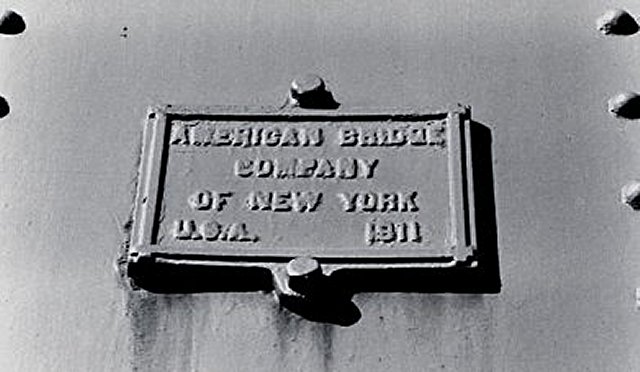 AMERICAN BRIDGE
COMPANY
OF NEW YORK
U.S.A. 1911